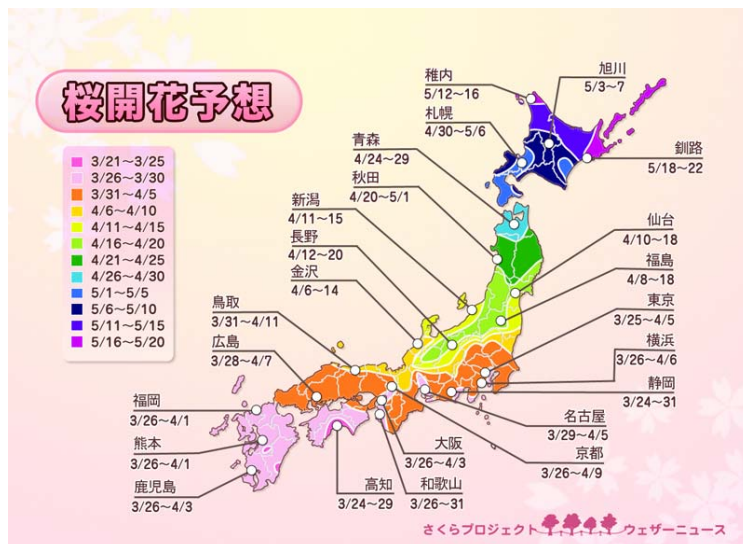 桜開花予想
3/21～3/25
3/26～3/30
3/31～4/5
4/6～4/10
4/11～4/15
4/16～4/20
4/21～4/25
4/26～4/30
5/1～5/5
5/6～5/10
5/11～5/15
5/16～5/20
稚内
5/12～16
旭川
5/3～7
札幌
4/30～5/6
釧路
5/18～22
青森
4/24～29
秋田
4/20～5/1
新潟
4/11～15
長野
4/12～20
金沢
4/6～14
仙台
4/10～18
福島
4/8～18
東京
3/25～4/5
横浜
3/26～4/6
静岡
3/24～31
名古屋
3/29～4/5
京都
3/26～4/9
鳥取
3/31～4/11
広島
3/28～4/7
福岡
3/26～4/1
熊本
3/26～4/1
鹿児島
3/26～4/3
大阪
3/26～4/3
高知
3/24～29
和歌山
3/26～31
さくらプロジェクト ウェザーニュース